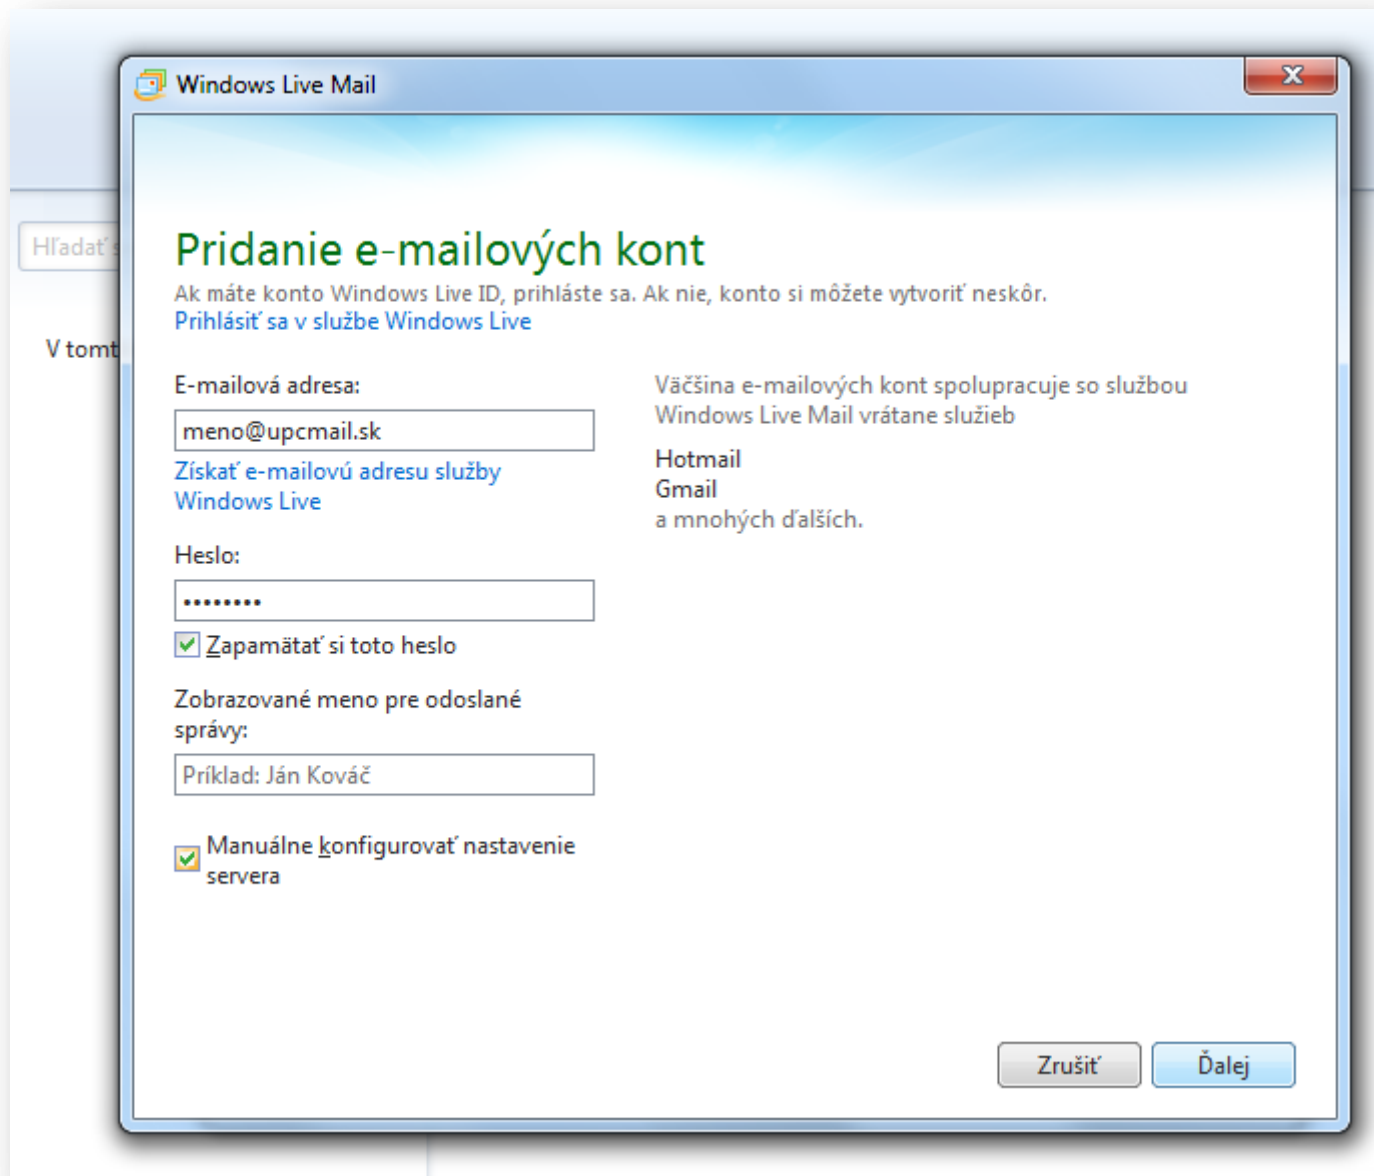 Windows Live Mail
Hľadať
V tomt
Pridanie e-mailových kont
Ak máte konto Windows Live ID, prihláste sa. Ak nie, konto si môžete vytvoriť neskôr.
Prihlásiť sa v službe Windows Live
E-mailová adresa:
meno@upcmail.sk
Získať e-mailovú adresu služby
Windows Live
Heslo:
••••••••
Zapamätať si toto heslo
Zobrazované meno pre odoslané
správy:
Príklad: Ján Kováč
Manuálne konfigurovať nastavenie
servera
Väčšina e-mailových kont spolupracuje so službou
Windows Live Mail vrátane služieb
Hotmail
Gmail
a mnohých ďalších.
Zrušiť
Ďalej